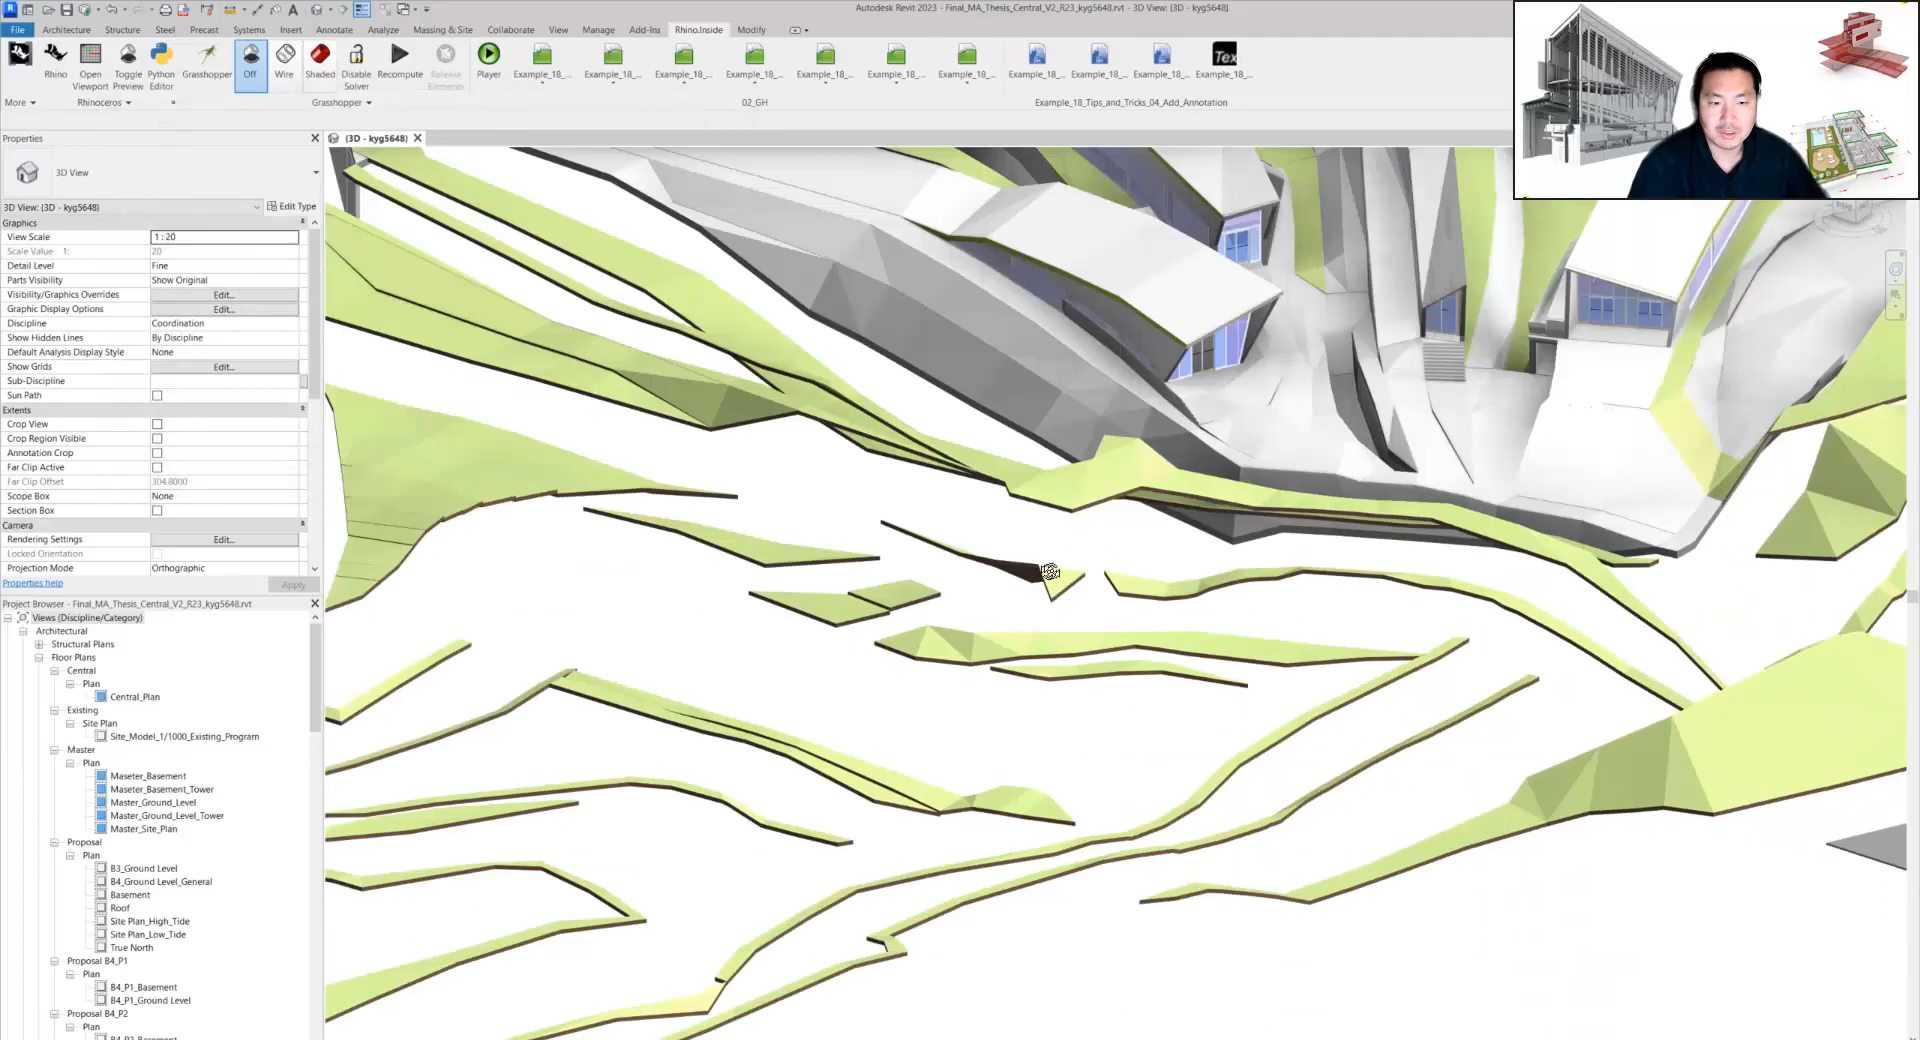 Autodesk Revit 2023 - Final_MA_Thesis_Central_V2_R23_kyg5648.rvt - 3D View: (3D - kyg5648)
File Architecture Structure Steel Precast Systems Insert Annotate Analyze Massing & Site Collaborate View Manage Add-Ins Rhino.Inside Modify
Tex
Rhino Open Viewport Toggle Preview Python Editor Grasshopper Off Wire Shaded Disable Solver Recompute Release Elements Player Example_18_... Example_18_... Example_18_... Example_18_... Example_18_... Example_18_... Example_18_... Example_18_... Example_18_... Example_18_... Example_18_...
More Rhinoceros Grasshopper 02_GH Example_18_Tips_and_Tricks_04_Add_Annotation
Properties
(3D - kyg5648)
3D View
3D View: (3D - kyg5648) Edit Type
Graphics
View Scale 1 : 20
Scale Value 1: 20
Detail Level Fine
Parts Visibility Show Original
Visibility/Graphics Overrides Edit...
Graphic Display Options Edit...
Discipline Coordination
Show Hidden Lines By Discipline
Default Analysis Display Style None
Show Grids Edit...
Sub-Discipline
Sun Path
Extents
Crop View
Crop Region Visible
Annotation Crop
Far Clip Active
Far Clip Offset 304.8000
Scope Box None
Section Box
Camera
Rendering Settings Edit...
Locked Orientation
Projection Mode Orthographic
Properties help Apply
Project Browser - Final_MA_Thesis_Central_V2_R23_kyg5648.rvt
Views (Discipline/Category)
Architectural
Structural Plans
Floor Plans
Central
Plan
Central_Plan
Existing
Site Plan
Site_Model_1/1000_Existing_Program
Master
Plan
Maseter_Basement
Maseter_Basement_Tower
Master_Ground_Level
Master_Ground_Level_Tower
Master_Site_Plan
Proposal
Plan
B3_Ground Level
B4_Ground Level_General
Basement
Roof
Site Plan_High_Tide
Site Plan_Low_Tide
True North
Proposal B4_P1
Plan
B4_P1_Basement
B4_P1_Ground Level
Proposal B4_P2
Plan
B4_P2_Basement